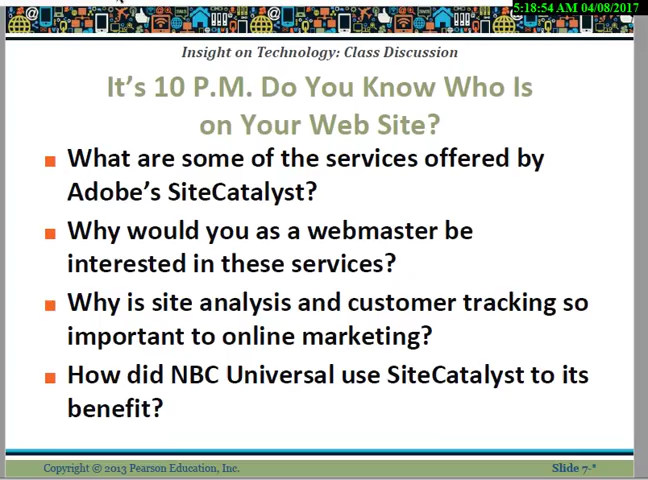 5:18:54 AM 04/08/2017
Insight on Technology: Class Discussion
It’s 10 P.M. Do You Know Who Is
on Your Web Site?
What are some of the services offered by
Adobe’s SiteCatalyst?
Why would you as a webmaster be
interested in these services?
Why is site analysis and customer tracking so
important to online marketing?
How did NBC Universal use SiteCatalyst to its
benefit?
Copyright © 2013 Pearson Education, Inc.
Slide 7-*